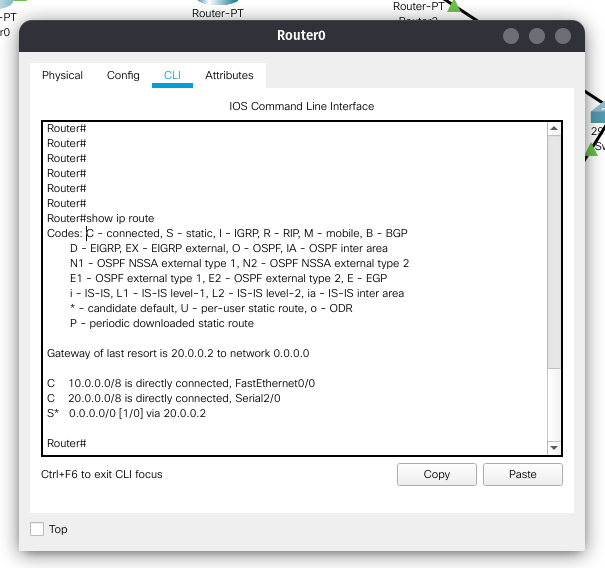 -PT
r0
Router-PT
Router-PT
Router0
Physical Config CLI Attributes
IOS Command Line Interface
Router#
Router#
Router#
Router#
Router#
Router#
Router#show ip route
Codes: C - connected, S - static, I - IGRP, R - RIP, M - mobile, B - BGP
D - EIGRP, EX - EIGRP external, O - OSPF, IA - OSPF inter area
N1 - OSPF NSSA external type 1, N2 - OSPF NSSA external type 2
E1 - OSPF external type 1, E2 - OSPF external type 2, E - EGP
i - IS-IS, L1 - IS-IS level-1, L2 - IS-IS level-2, ia - IS-IS inter area
* - candidate default, U - per-user static route, o - ODR
P - periodic downloaded static route
Gateway of last resort is 20.0.0.2 to network 0.0.0.0
C 10.0.0.0/8 is directly connected, FastEthernet0/0
C 20.0.0.0/8 is directly connected, Serial2/0
S* 0.0.0.0/0 [1/0] via 20.0.0.2
Router#
Ctrl+F6 to exit CLI focus
Copy Paste
Top
29